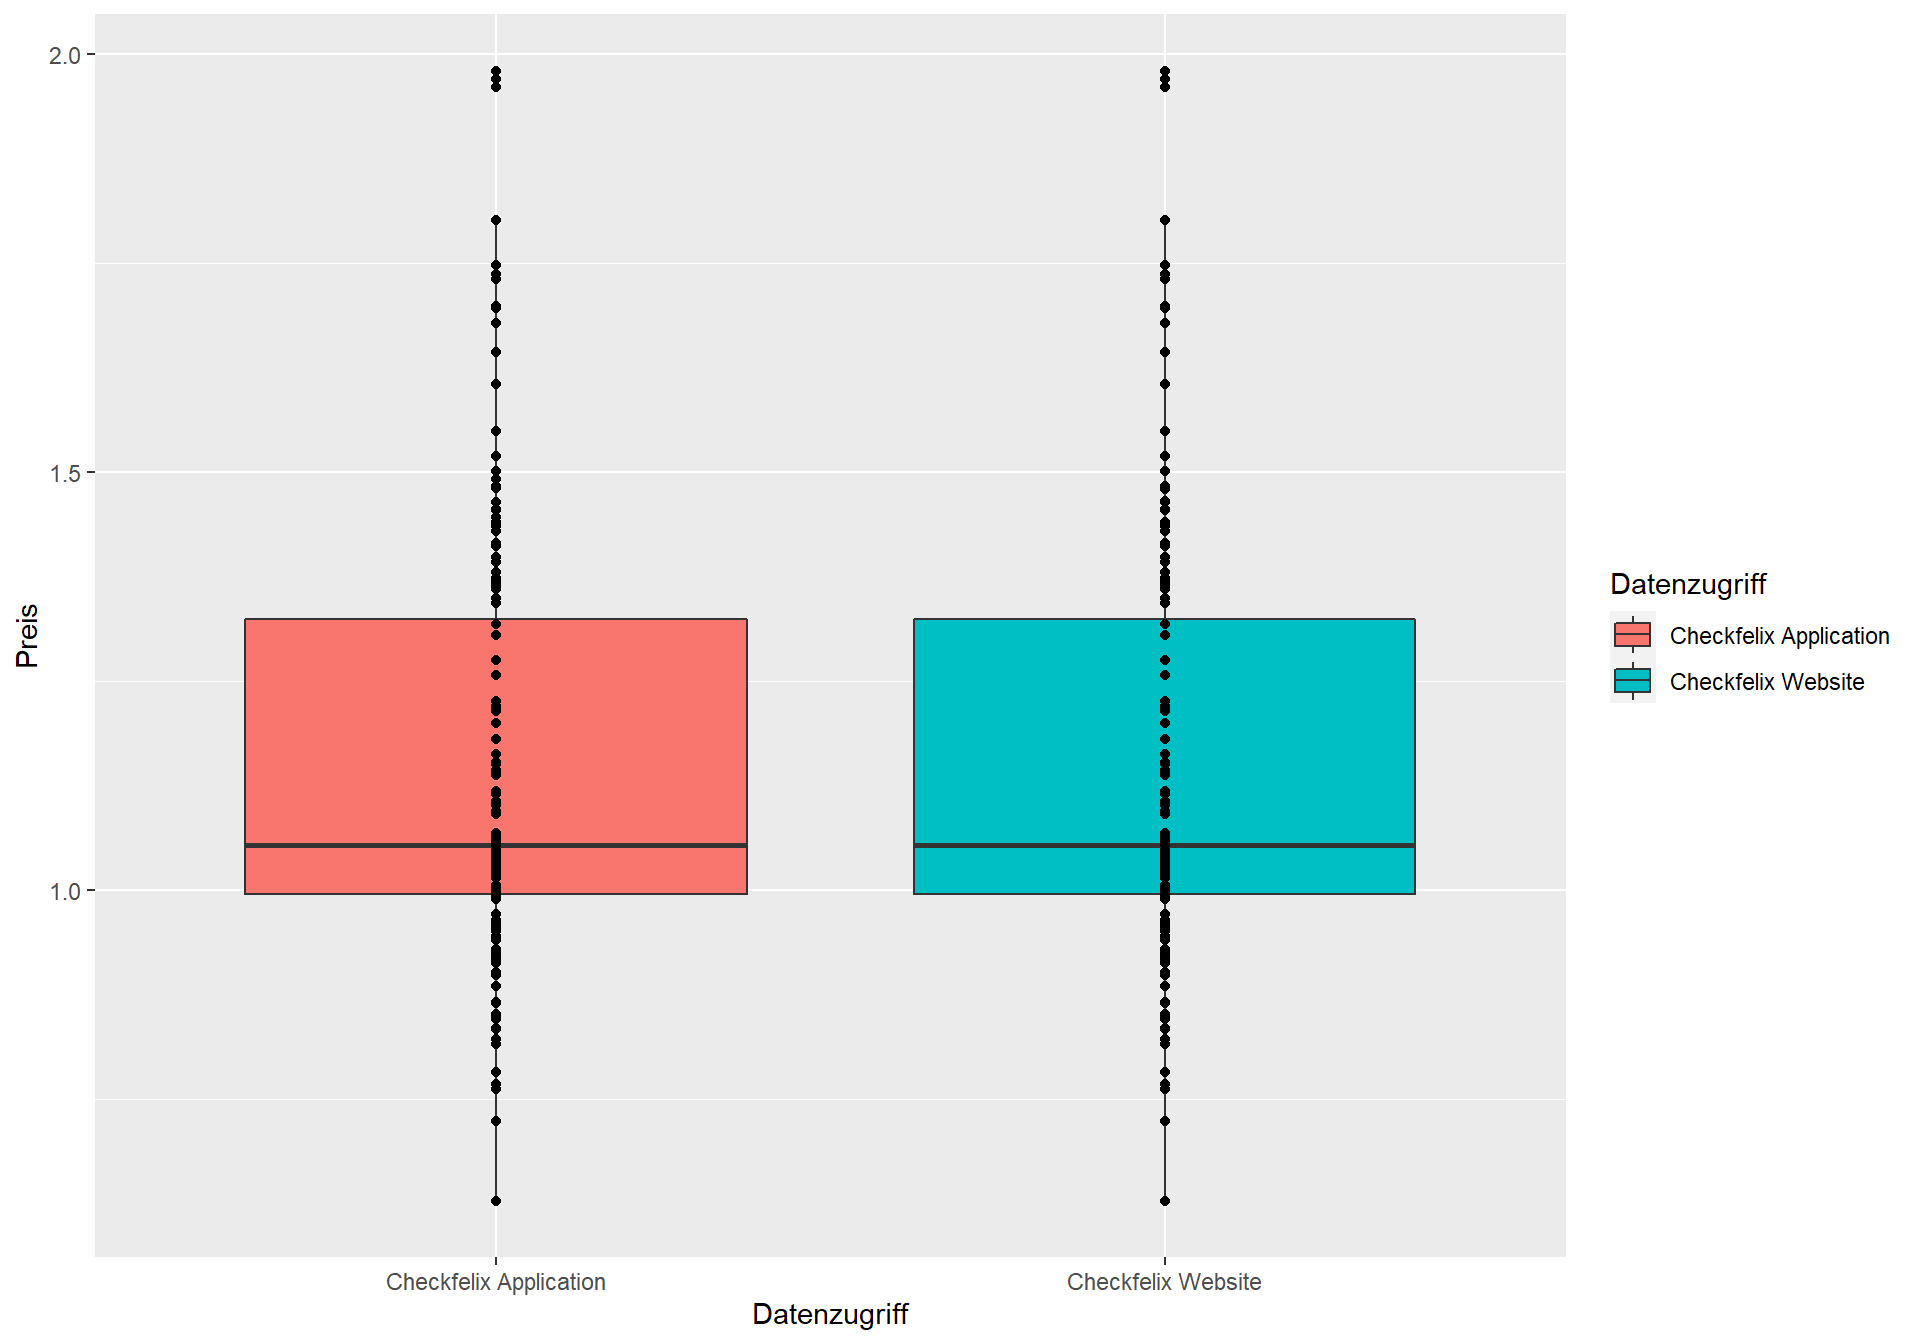 2.0
1.5
1.0
Preis
Checkfelix Application
Checkfelix Website
Datenzugriff
Datenzugriff
Checkfelix Application
Checkfelix Website